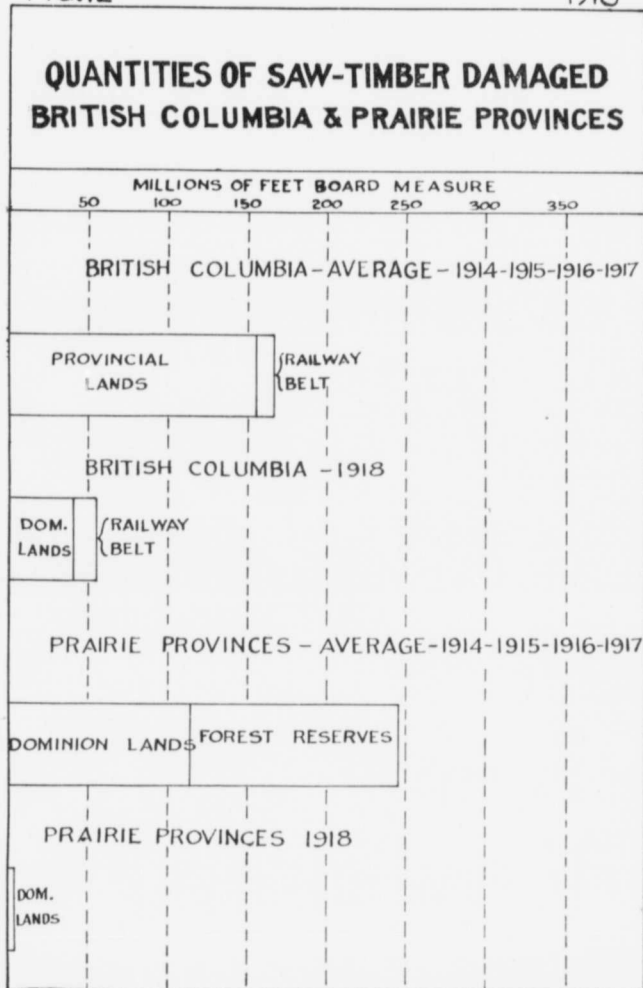 1918
QUANTITIES OF SAW-TIMBER DAMAGED
BRITISH COLUMBIA & PRAIRIE PROVINCES
MILLIONS OF FEET BOARD MEASURE
50 100 150 200 250 300 350
BRITISH COLUMBIA-AVERAGE-1914-1915-1916-1917
PROVINCIAL
LANDS
RAILWAY
BELT
BRITISH COLUMBIA -1918
DOM.
LANDS
RAILWAY
BELT
PRAIRIE PROVINCES - AVERAGE-1914-1915-1916-1917
DOMINION LANDS FOREST RESERVES
PRAIRIE PROVINCES 1918
DOM.
LANDS